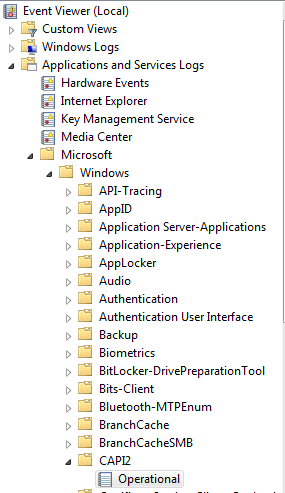 Event Viewer (Local)
Custom Views
Windows Logs
Applications and Services Logs
Hardware Events
Internet Explorer
Key Management Service
Media Center
Microsoft
Windows
API-Tracing
AppID
Application Server-Applications
Application-Experience
AppLocker
Audio
Authentication
Authentication User Interface
Backup
Biometrics
BitLocker-DrivePreparationTool
Bits-Client
Bluetooth-MTPEnum
BranchCache
BranchCacheSMB
CAPI2
Operational